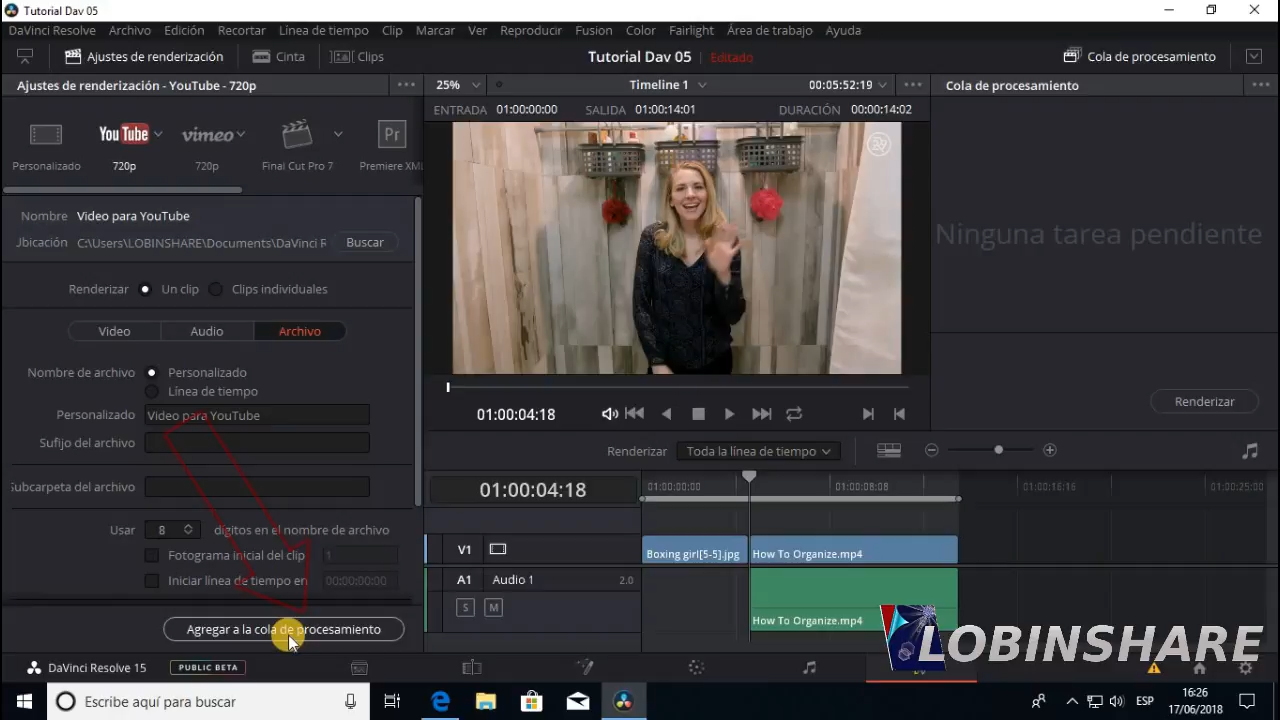 Tutorial Dav 05
DaVinci Resolve Archivo Edición Recortar Línea de tiempo Clip Marcar Ver Reproducir Fusion Color Fairlight Área de trabajo Ayuda
Ajustes de renderización Cinta Clips Tutorial Dav 05 Editado Cola de procesamiento
Ajustes de renderización - YouTube - 720p 25% Timeline 1 00:05:52:19 Cola de procesamiento
ENTRADA 01:00:00:00 SALIDA 01:00:14:01 DURACIÓN 00:00:14:02
YouTube vimeo Pr
Personalizado 720p 720p Final Cut Pro 7 Premiere XML
Nombre Video para YouTube
Ubicación C:\Users\LOBINSHARE\Documents\DaVinci R Buscar
Ninguna tarea pendiente
Renderizar Un clip Clips individuales
Video Audio Archivo
Nombre de archivo Personalizado
Línea de tiempo
Renderizar
Personalizado Video para YouTube
01:00:04:18
Sufijo del archivo
Renderizar Toda la línea de tiempo
Subcarpeta del archivo
01:00:04:18 01:00:00:00 01:00:08:08 01:00:16:16 01:00:25:00
Usar 8 dígitos en el nombre de archivo
V1 Boxing girl[5-5].jpg How To Organize.mp4
Fotograma inicial del clip 1
Iniciar línea de tiempo en 00:00:00:00
A1 Audio 1 2.0
S M
How To Organize.mp4
Agregar a la cola de procesamiento
LOBINSHARE
DaVinci Resolve 15 PUBLIC BETA
Escribe aquí para buscar
ESP
16:26
17/06/2018